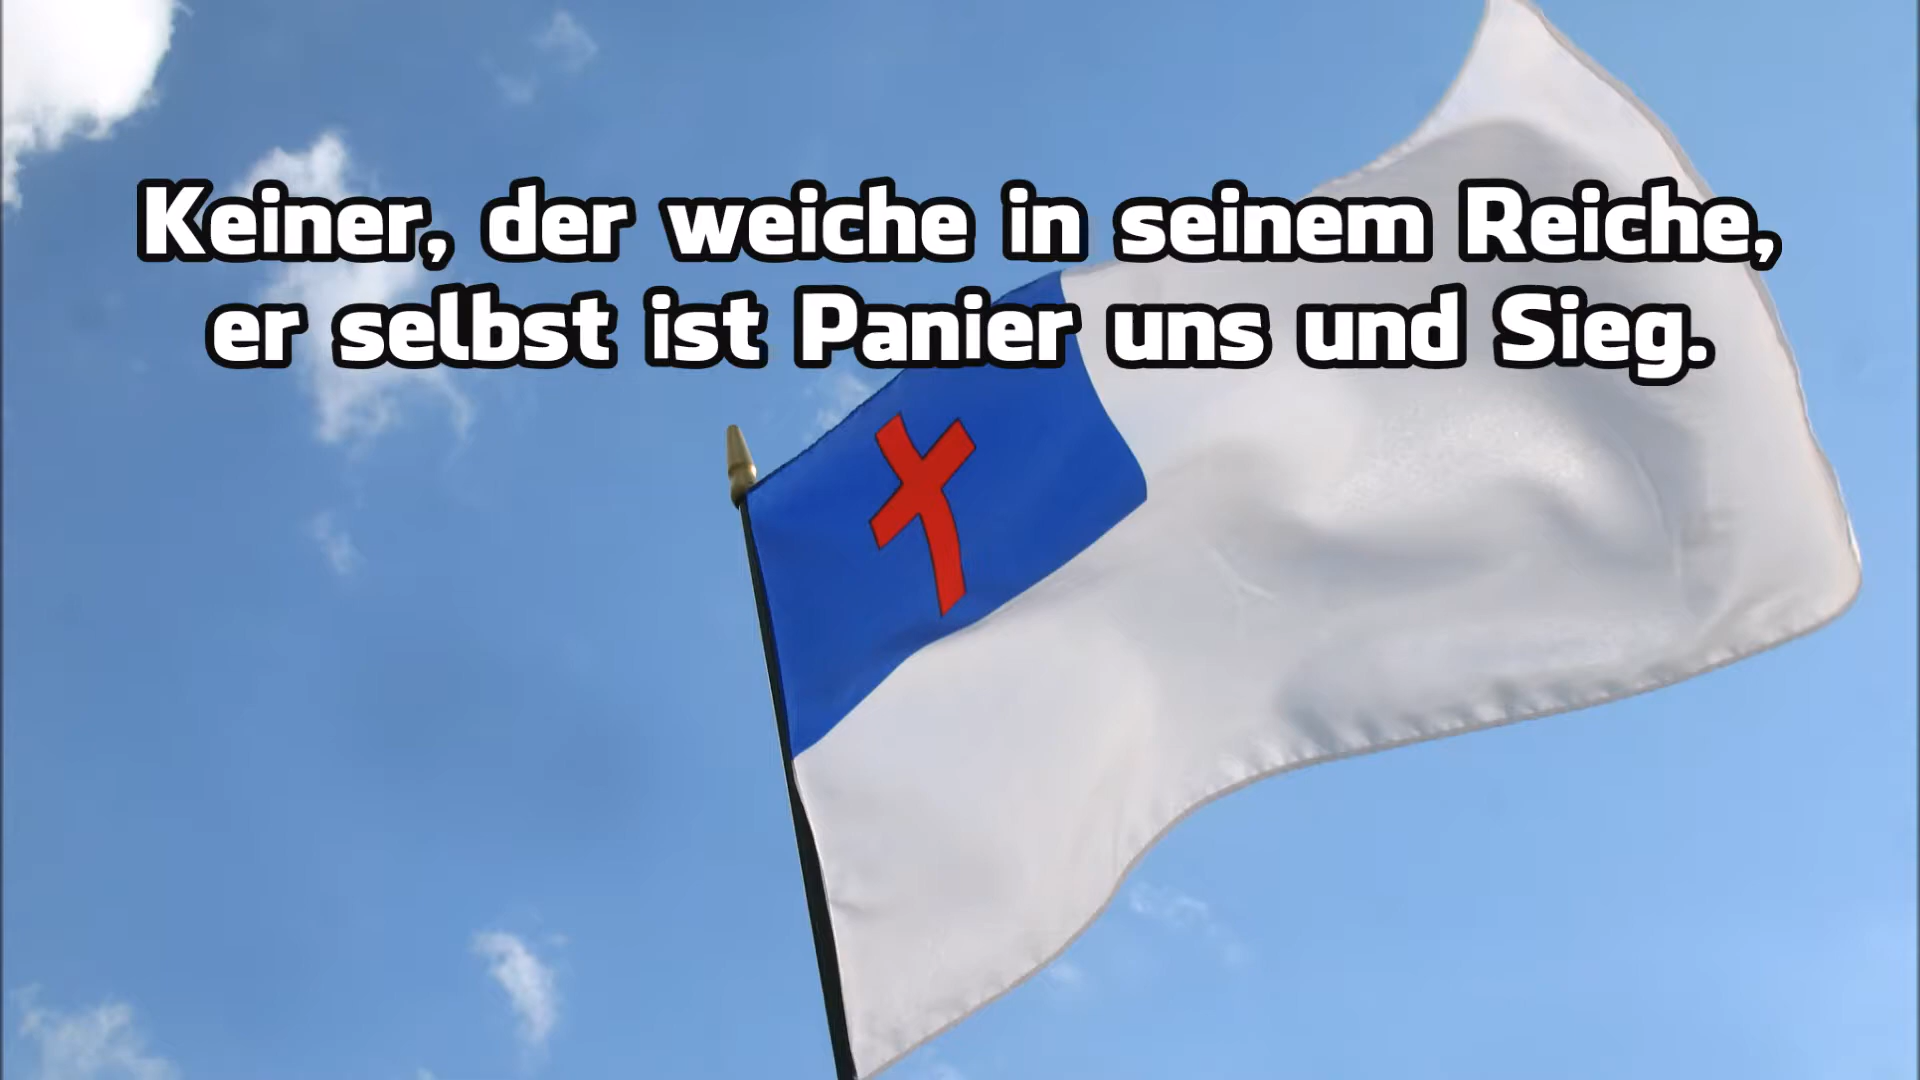 Keiner, der weiche in seinem Reiche,
er selbst ist Panier uns und Sieg.